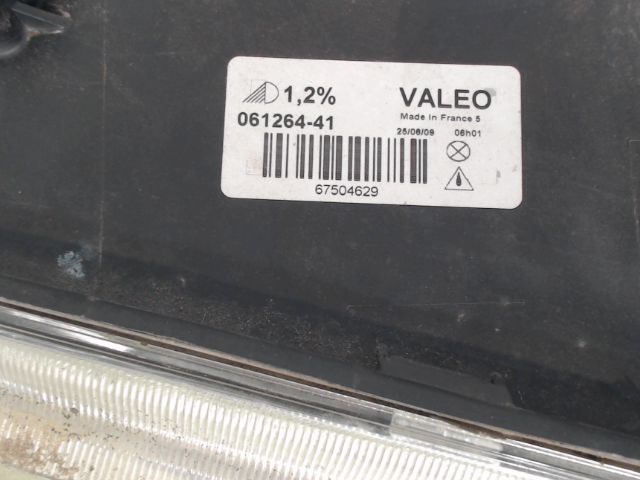 1,2%
VALEO
Made in France 5
061264-41
25/06/09 06h01
67504629